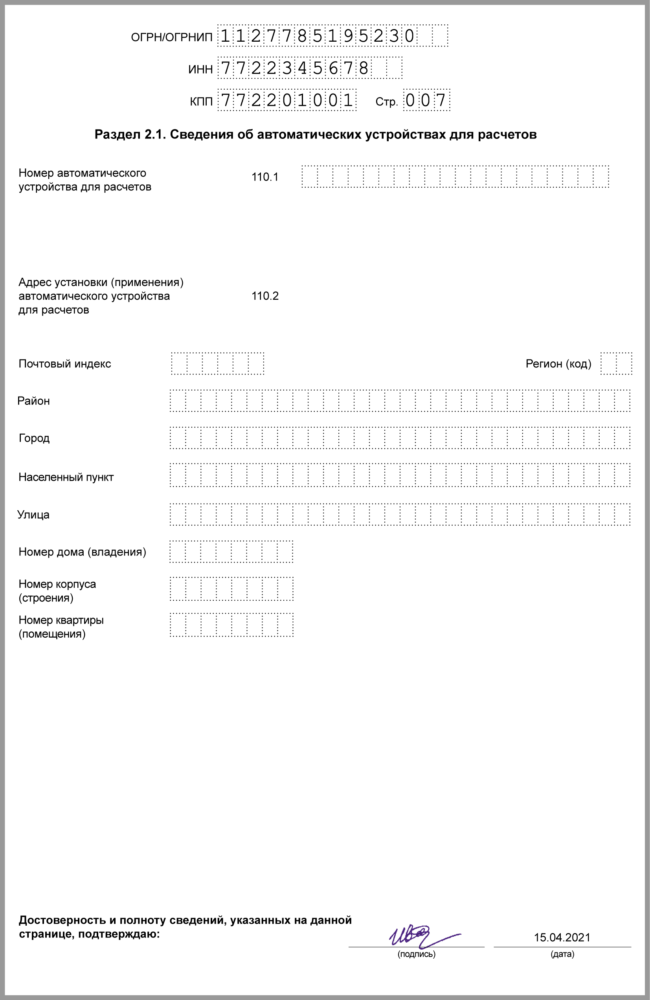 ОГРН/ОГРНИП 1127785195230
ИНН 7722345678
КПП 772201001 Стр. 007
Раздел 2.1. Сведения об автоматических устройствах для расчетов
Номер автоматического
устройства для расчетов
110.1
Адрес установки (применения)
автоматического устройства
для расчетов
110.2
Почтовый индекс Регион (код)
Район
Город
Населенный пункт
Улица
Номер дома (владения)
Номер корпуса
(строения)
Номер квартиры
(помещения)
Достоверность и полноту сведений, указанных на данной
странице, подтверждаю:
15.04.2021
(подпись) (дата)